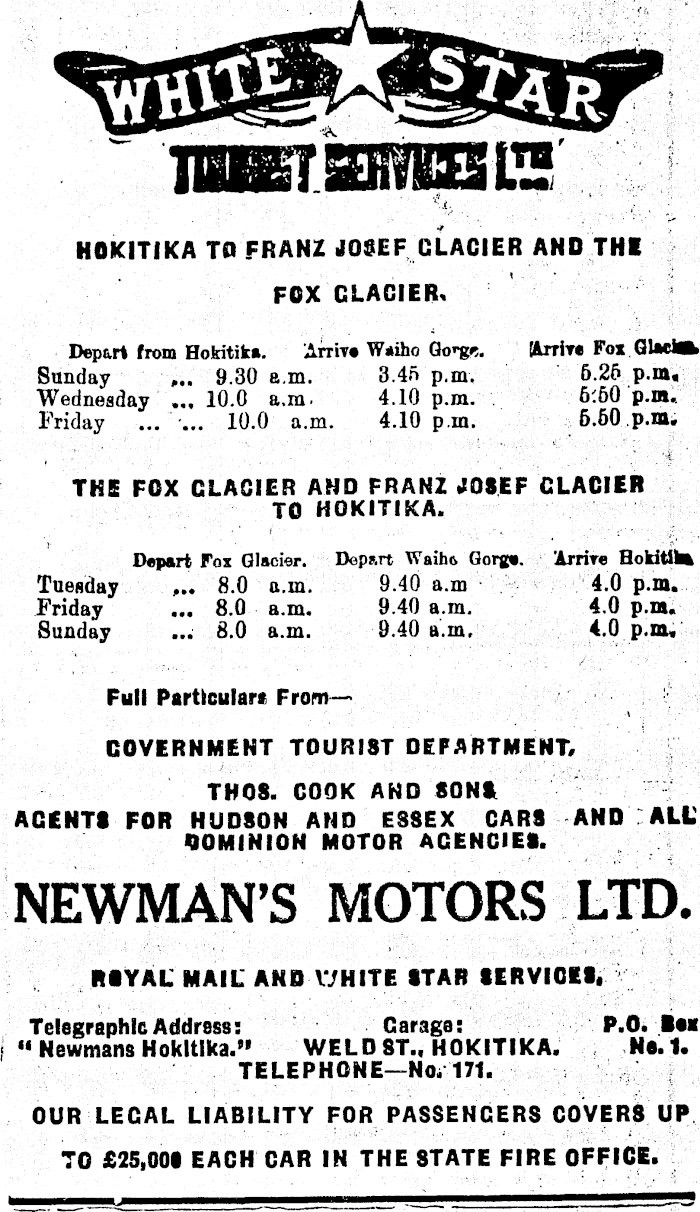 WHITE STAR
TOURIST SERVICES LTD
HOKITIKA TO FRANZ JOSEF GLACIER AND THE
FOX GLACIER.
Depart from Hokitika. Arrive Waiho Gorge. Arrive Fox Glacier.
Sunday ... 9.30 a.m. 3.45 p.m. 5.25 p.m.
Wednesday ... 10.0 a.m. 4.10 p.m. 5.50 p.m.
Friday ... ... 10.0 a.m. 4.10 p.m. 5.50 p.m.
THE FOX GLACIER AND FRANZ JOSEF GLACIER
TO HOKITIKA.
Depart Fox Glacier. Depart Waiho Gorge. Arrive Hokitika
Tuesday ... 8.0 a.m. 9.40 a.m 4.0 p.m.
Friday ... 8.0 a.m. 9.40 a.m. 4.0 p.m.
Sunday ... 8.0 a.m. 9.40 a.m. 4.0 p.m.
Full Particulars From—
GOVERNMENT TOURIST DEPARTMENT,
THOS. COOK AND SONS
AGENTS FOR HUDSON AND ESSEX CARS AND ALL
DOMINION MOTOR AGENCIES.
NEWMAN'S MOTORS LTD.
ROYAL MAIL AND WHITE STAR SERVICES,
Telegraphic Address: Garage: P.O. Box
"Newmans Hokitika." WELD ST., HOKITIKA. No. 1.
TELEPHONE—No. 171.
OUR LEGAL LIABILITY FOR PASSENGERS COVERS UP
TO £25,000 EACH CAR IN THE STATE FIRE OFFICE.